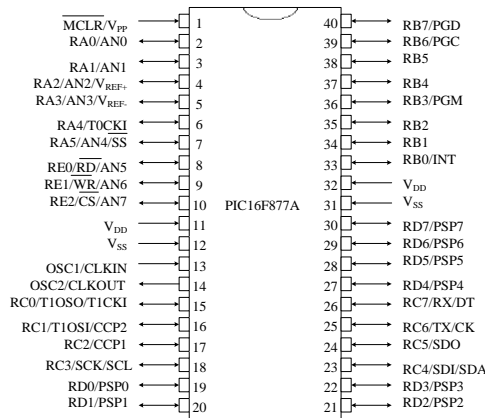 MCLR/VPP 1 40 RB7/PGD
RA0/AN0 2 39 RB6/PGC
RA1/AN1 3 38 RB5
RA2/AN2/VREF+ 4 37 RB4
RA3/AN3/VREF- 5 36 RB3/PGM
RA4/T0CKI 6 35 RB2
RA5/AN4/SS 7 34 RB1
RE0/RD/AN5 8 33 RB0/INT
RE1/WR/AN6 9 32 VDD
RE2/CS/AN7 10 PIC16F877A 31 VSS
VDD 11 30 RD7/PSP7
VSS 12 29 RD6/PSP6
OSC1/CLKIN 13 28 RD5/PSP5
OSC2/CLKOUT 14 27 RD4/PSP4
RC0/T1OSO/T1CKI 15 26 RC7/RX/DT
RC1/T1OSI/CCP2 16 25 RC6/TX/CK
RC2/CCP1 17 24 RC5/SDO
RC3/SCK/SCL 18 23 RC4/SDI/SDA
RD0/PSP0 19 22 RD3/PSP3
RD1/PSP1 20 21 RD2/PSP2